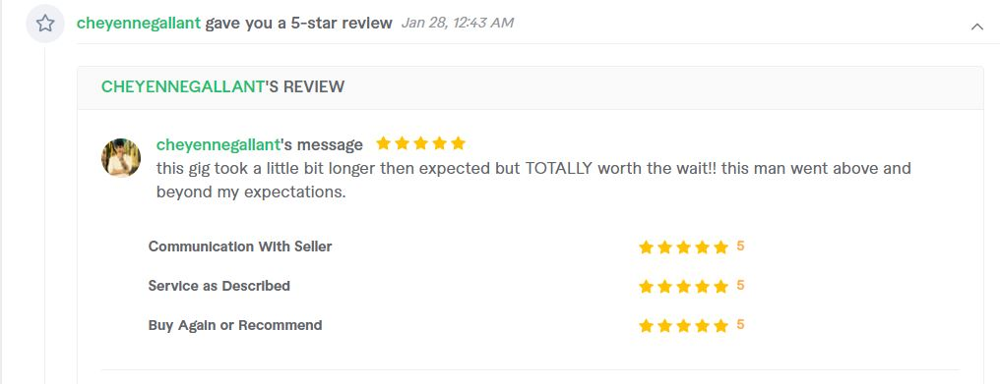 cheyennegallant gave you a 5-star review Jan 28, 12:43 AM
CHEYENNEGALLANT'S REVIEW
cheyennegallant's message
this gig took a little bit longer then expected but TOTALLY worth the wait!! this man went above and
beyond my expectations.
Communication With Seller 5
Service as Described 5
Buy Again or Recommend 5